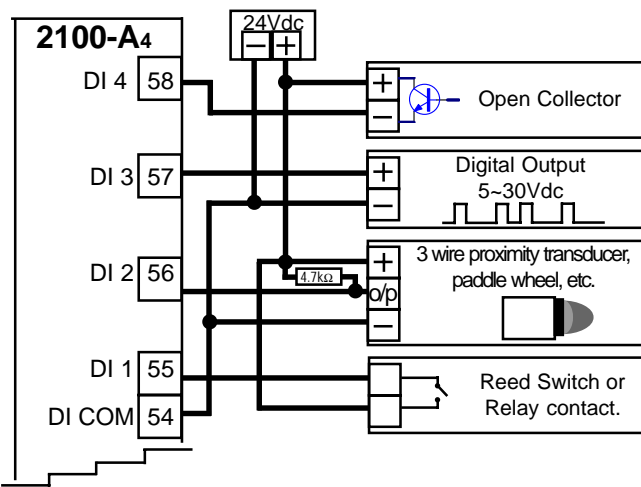 24Vdc
− +
2100-A4
DI 4 58
+
−
Open Collector
DI 3 57
+
−
Digital Output
5~30Vdc
DI 2 56
4.7kΩ
+
o/p
−
3 wire proximity transducer,
paddle wheel, etc.
DI 1 55
DI COM 54
Reed Switch or
Relay contact.